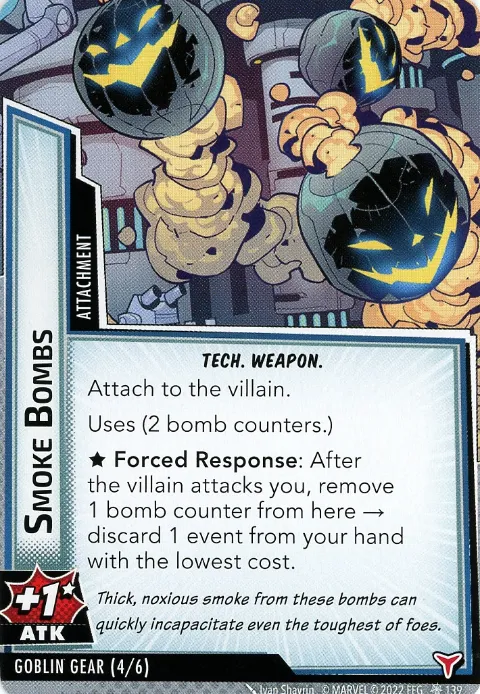 ATTACHMENT
SMOKE BOMBS
TECH. WEAPON.
Attach to the villain.
Uses (2 bomb counters.)
★ Forced Response: After
the villain attacks you, remove
1 bomb counter from here →
discard 1 event from your hand
with the lowest cost.
Thick, noxious smoke from these bombs can
quickly incapacitate even the toughest of foes.
+1★
ATK
GOBLIN GEAR (4/6)
Ivan Shavrin © MARVEL © 2022 FFG 139